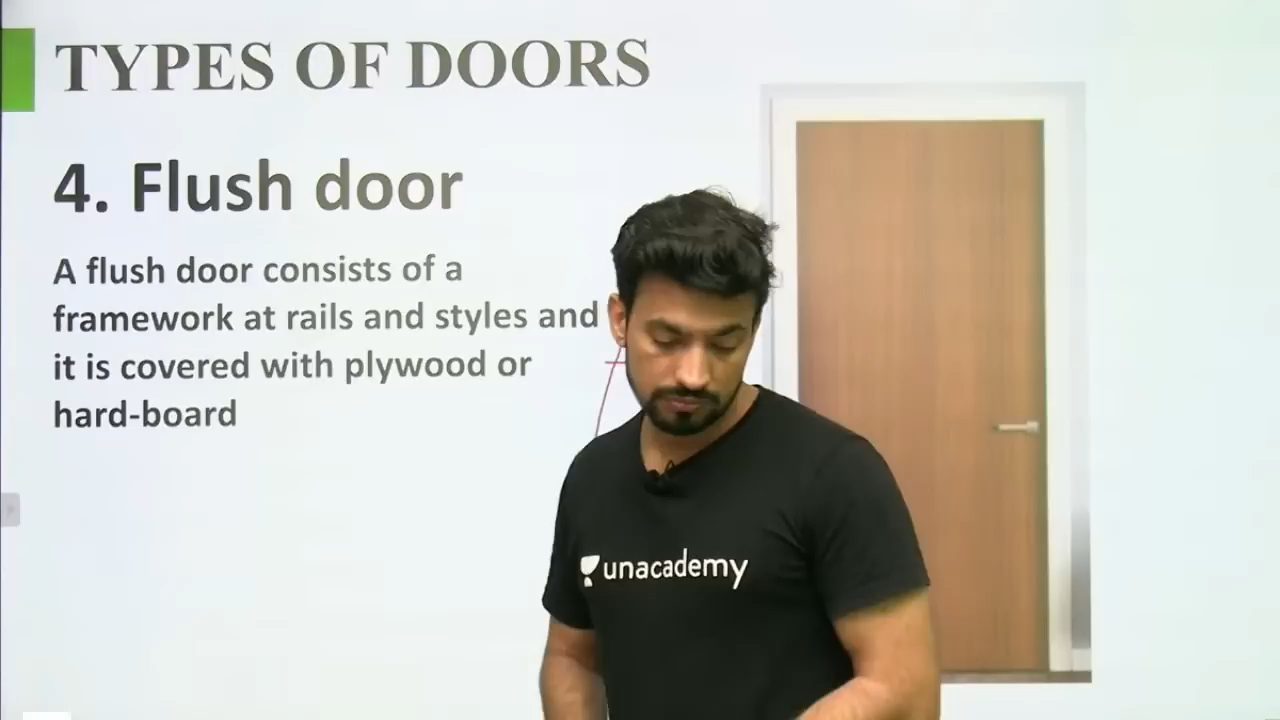 TYPES OF DOORS
4. Flush door
A flush door consists of a
framework at rails and styles and
it is covered with plywood or
hard-board
unacademy